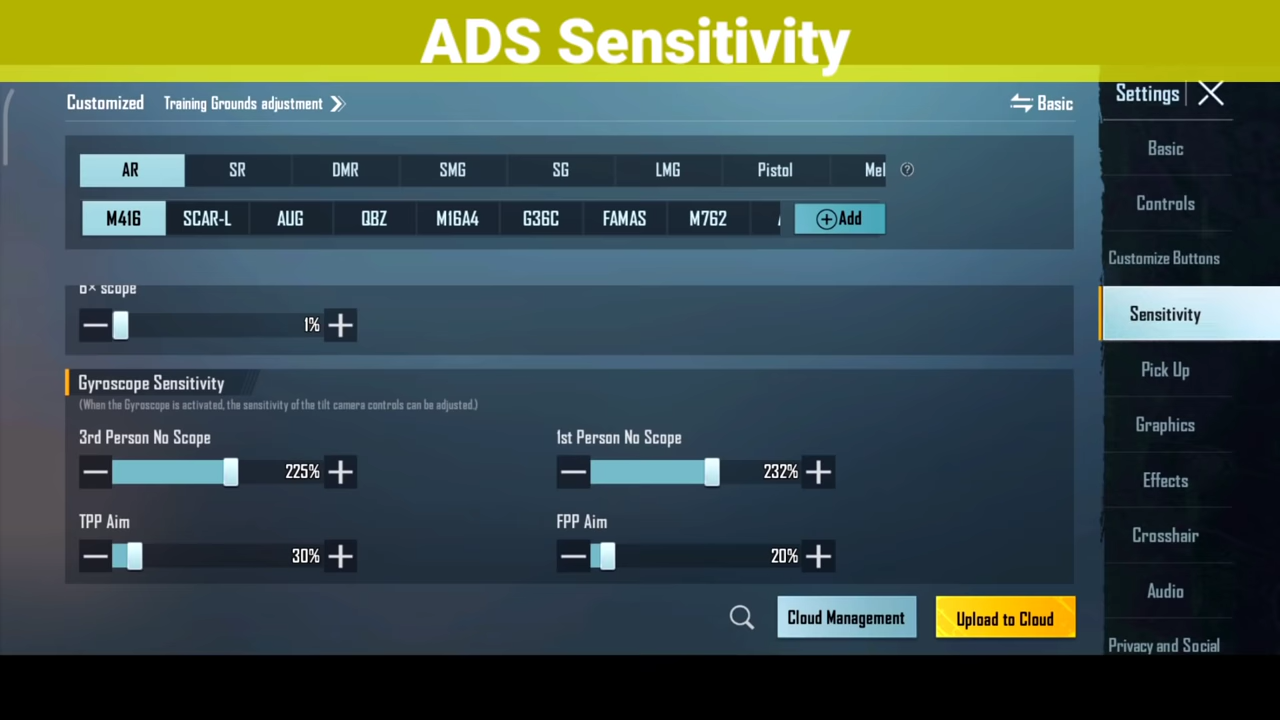 ADS Sensitivity
Customized Training Grounds adjustment Basic
Settings
AR SR DMR SMG SG LMG Pistol Mel
M416 SCAR-L AUG QBZ M16A4 G36C FAMAS M762 Add
scope
1%
Gyroscope Sensitivity
(When the Gyroscope is activated, the sensitivity of the tilt camera controls can be adjusted.)
3rd Person No Scope 1st Person No Scope
225% 232%
TPP Aim FPP Aim
30% 20%
Cloud Management Upload to Cloud
Basic
Controls
Customize Buttons
Sensitivity
Pick Up
Graphics
Effects
Crosshair
Audio
Privacy and Social